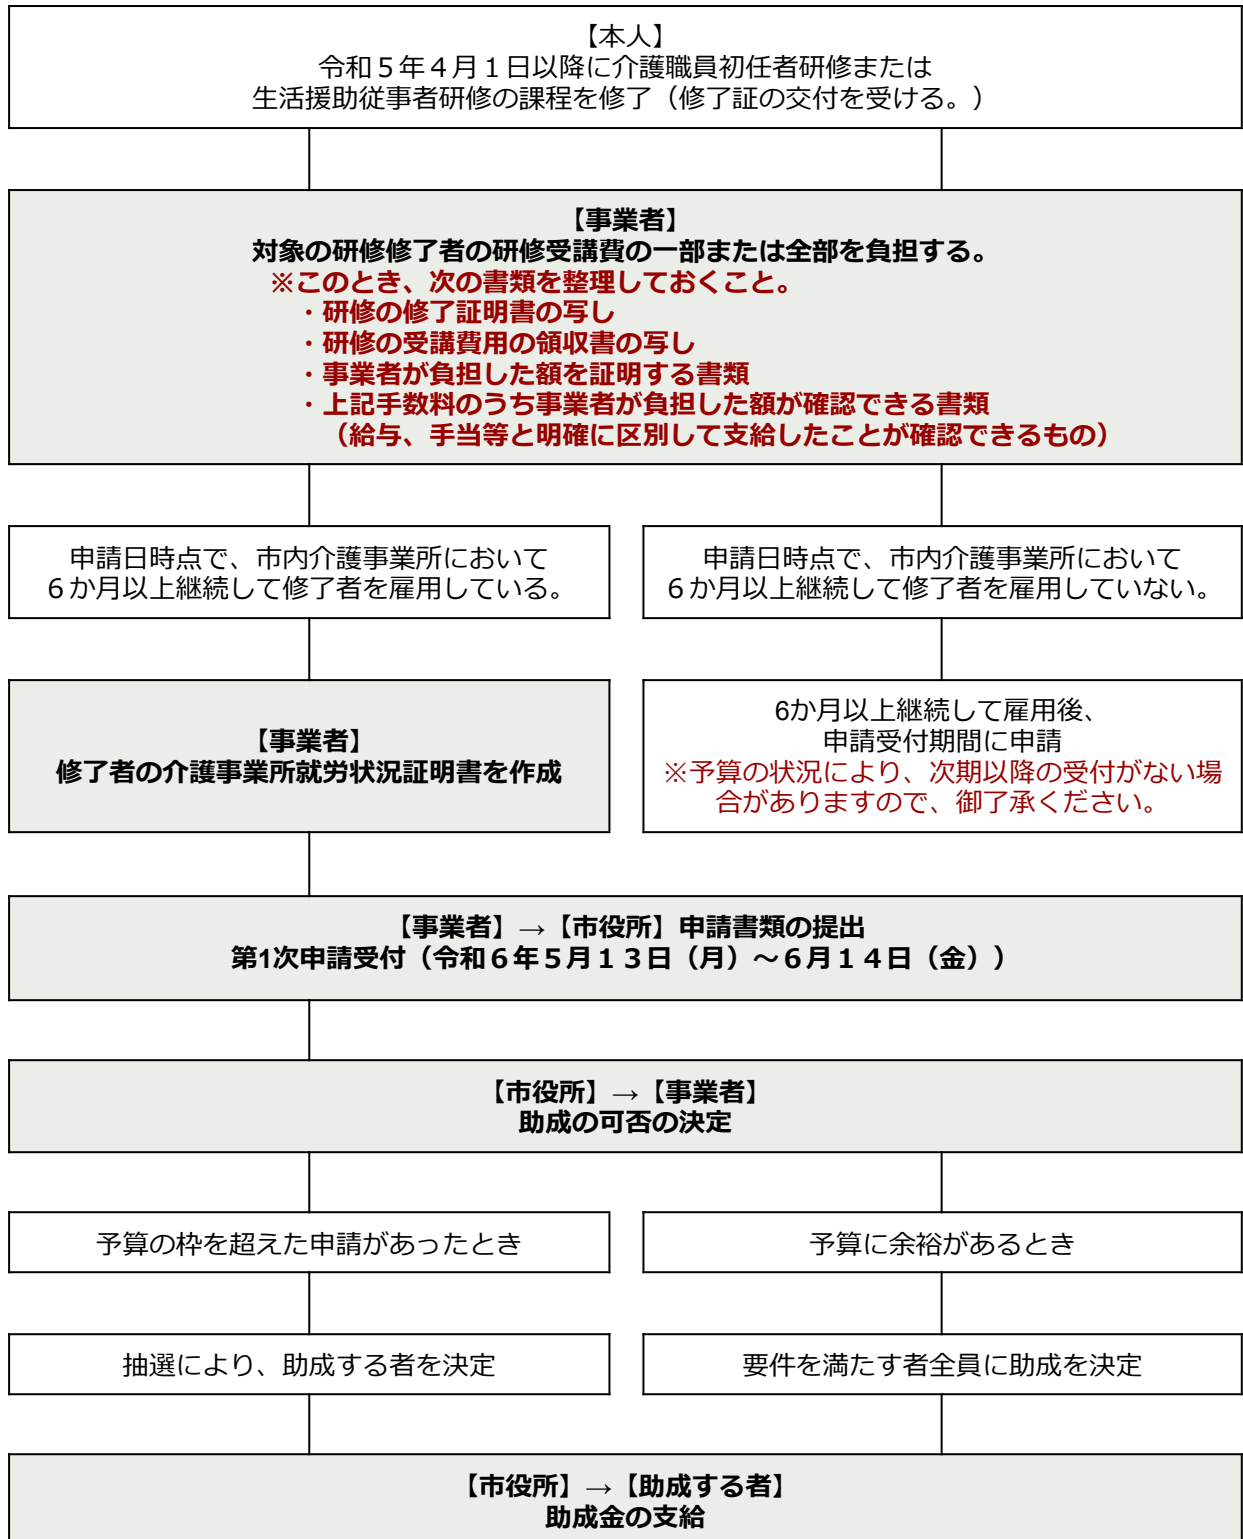 【本人】
令和５年４月１日以降に介護職員初任者研修または
生活援助従事者研修の課程を修了（修了証の交付を受ける。）
【事業者】
対象の研修修了者の研修受講費の一部または全部を負担する。
※このとき、次の書類を整理しておくこと。
・研修の修了証明書の写し
・研修の受講費用の領収書の写し
・事業者が負担した額を証明する書類
・上記手数料のうち事業者が負担した額が確認できる書類
（給与、手当等と明確に区別して支給したことが確認できるもの）
申請日時点で、市内介護事業所において
６か月以上継続して修了者を雇用している。
申請日時点で、市内介護事業所において
６か月以上継続して修了者を雇用していない。
【事業者】
修了者の介護事業所就労状況証明書を作成
6か月以上継続して雇用後、
申請受付期間に申請
※予算の状況により、次期以降の受付がない場
合がありますので、御了承ください。
【事業者】→【市役所】申請書類の提出
第1次申請受付（令和６年５月１３日（月）～６月１４日（金））
【市役所】→【事業者】
助成の可否の決定
予算の枠を超えた申請があったとき
予算に余裕があるとき
抽選により、助成する者を決定
要件を満たす者全員に助成を決定
【市役所】→【助成する者】
助成金の支給